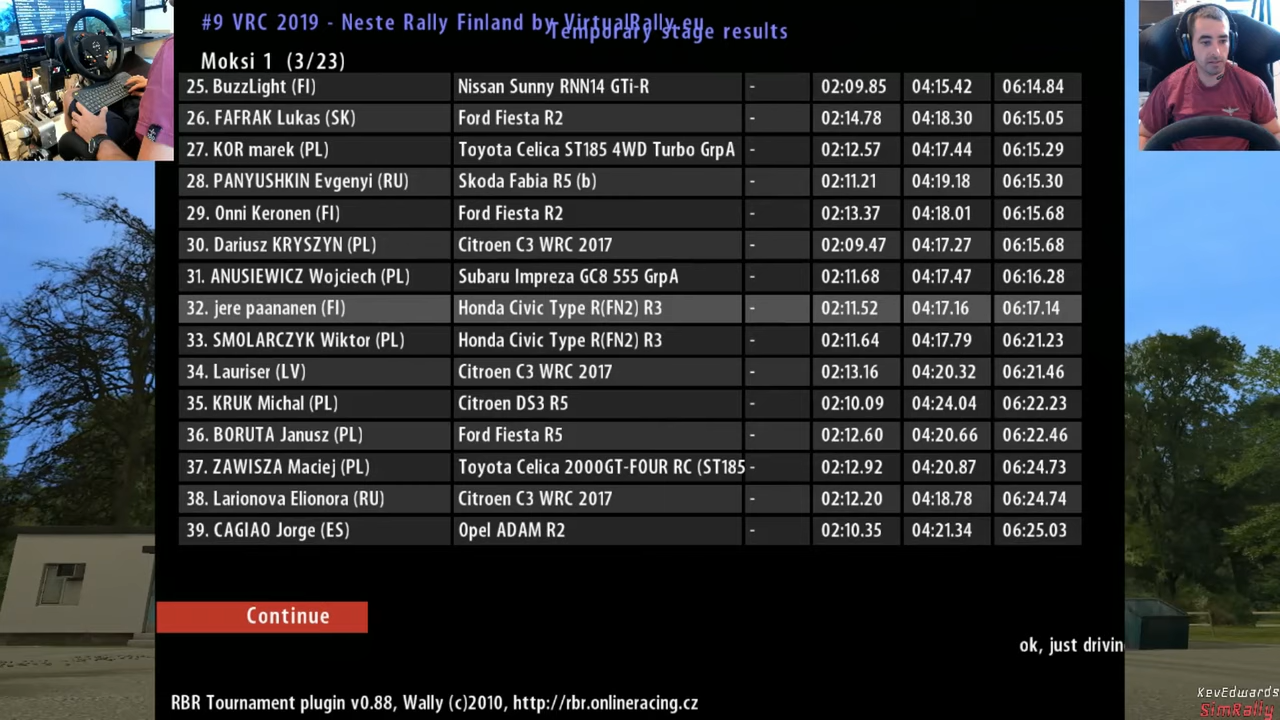 #9 VRC 2019 - Neste Rally Finland by VirtualRally.eu
Temporary stage results
Moksi 1 (3/23)
25. BuzzLight (FI) Nissan Sunny RNN14 GTi-R - 02:09.85 04:15.42 06:14.84
26. FAFRAK Lukas (SK) Ford Fiesta R2 - 02:14.78 04:18.30 06:15.05
27. KOR marek (PL) Toyota Celica ST185 4WD Turbo GrpA - 02:12.57 04:17.44 06:15.29
28. PANYUSHKIN Evgenyi (RU) Skoda Fabia R5 (b) - 02:11.21 04:19.18 06:15.30
29. Onni Keronen (FI) Ford Fiesta R2 - 02:13.37 04:18.01 06:15.68
30. Dariusz KRYSZYN (PL) Citroen C3 WRC 2017 - 02:09.47 04:17.27 06:15.68
31. ANUSIEWICZ Wojciech (PL) Subaru Impreza GC8 555 GrpA - 02:11.68 04:17.47 06:16.28
32. jere paananen (FI) Honda Civic Type R(FN2) R3 - 02:11.52 04:17.16 06:17.14
33. SMOLARCZYK Wiktor (PL) Honda Civic Type R(FN2) R3 - 02:11.64 04:17.79 06:21.23
34. Lauriser (LV) Citroen C3 WRC 2017 - 02:13.16 04:20.32 06:21.46
35. KRUK Michal (PL) Citroen DS3 R5 - 02:10.09 04:24.04 06:22.23
36. BORUTA Janusz (PL) Ford Fiesta R5 - 02:12.60 04:20.66 06:22.46
37. ZAWISZA Maciej (PL) Toyota Celica 2000GT-FOUR RC (ST185 - 02:12.92 04:20.87 06:24.73
38. Larionova Elionora (RU) Citroen C3 WRC 2017 - 02:12.20 04:18.78 06:24.74
39. CAGIAO Jorge (ES) Opel ADAM R2 - 02:10.35 04:21.34 06:25.03
Continue
ok, just drivin
RBR Tournament plugin v0.88, Wally (c)2010, http://rbr.onlineracing.cz
KevEdwards
SimRally